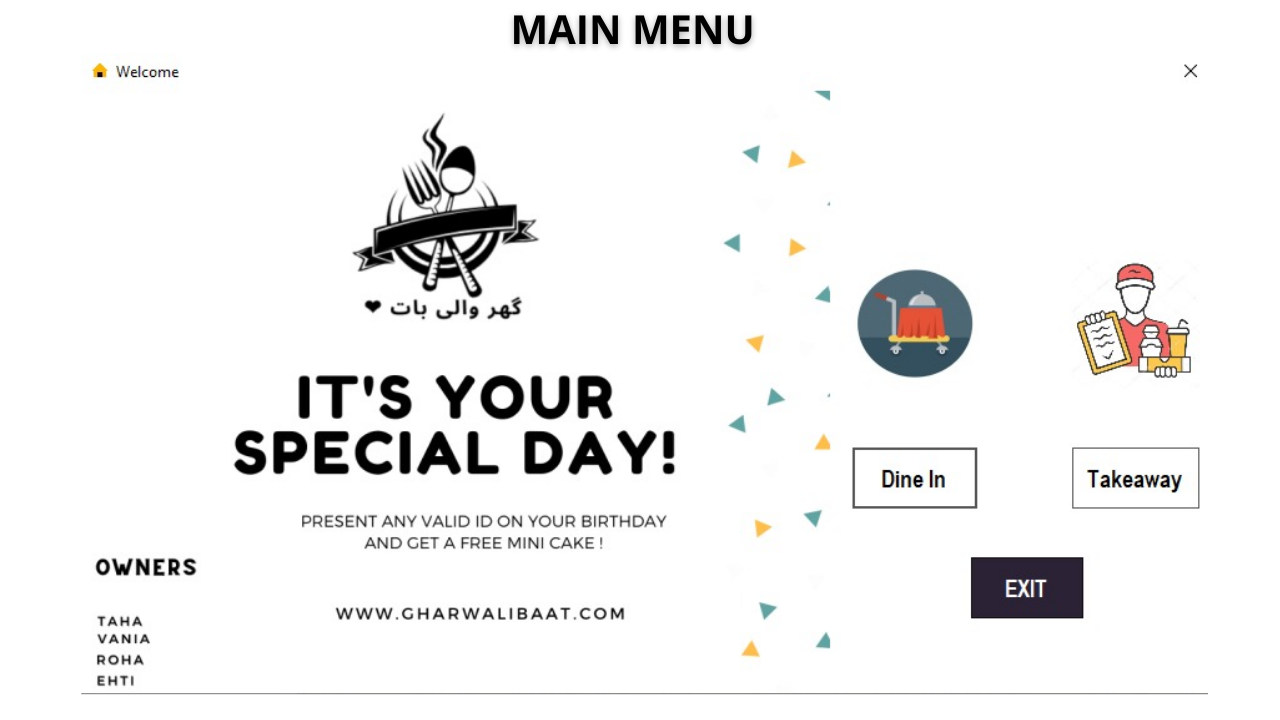 MAIN MENU
Welcome
گھر والی بات ❤
IT'S YOUR
SPECIAL DAY!
PRESENT ANY VALID ID ON YOUR BIRTHDAY
AND GET A FREE MINI CAKE !
WWW.GHARWALIBAAT.COM
OWNERS
TAHA
VANIA
ROHA
EHTI
Dine In
Takeaway
EXIT